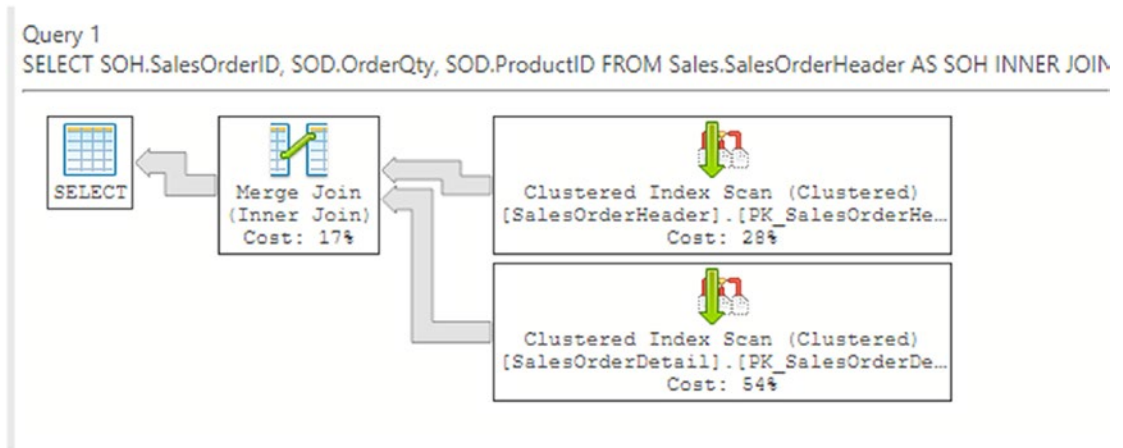 Query 1
SELECT SOH.SalesOrderID, SOD.OrderQty, SOD.ProductID FROM Sales.SalesOrderHeader AS SOH INNER JOIN
SELECT
Merge Join
(Inner Join)
Cost: 17%
Clustered Index Scan (Clustered)
[SalesOrderHeader].[PK_SalesOrderHe…
Cost: 28%
Clustered Index Scan (Clustered)
[SalesOrderDetail].[PK_SalesOrderDe…
Cost: 54%